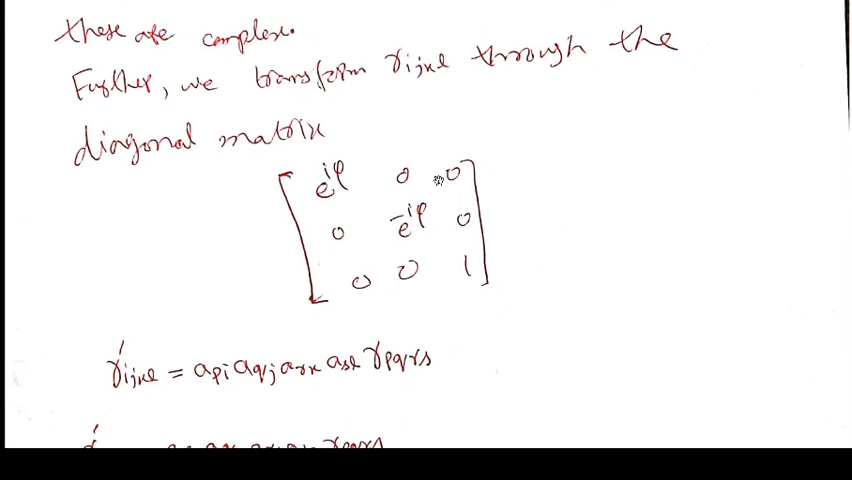 these are complex.
Further, we transform γijkl through the
diagonal matrix
[ e^iφ 0 0
0 e^-iφ 0
0 0 1 ]
γ'ijkl = api aqj ark asl γpqrs